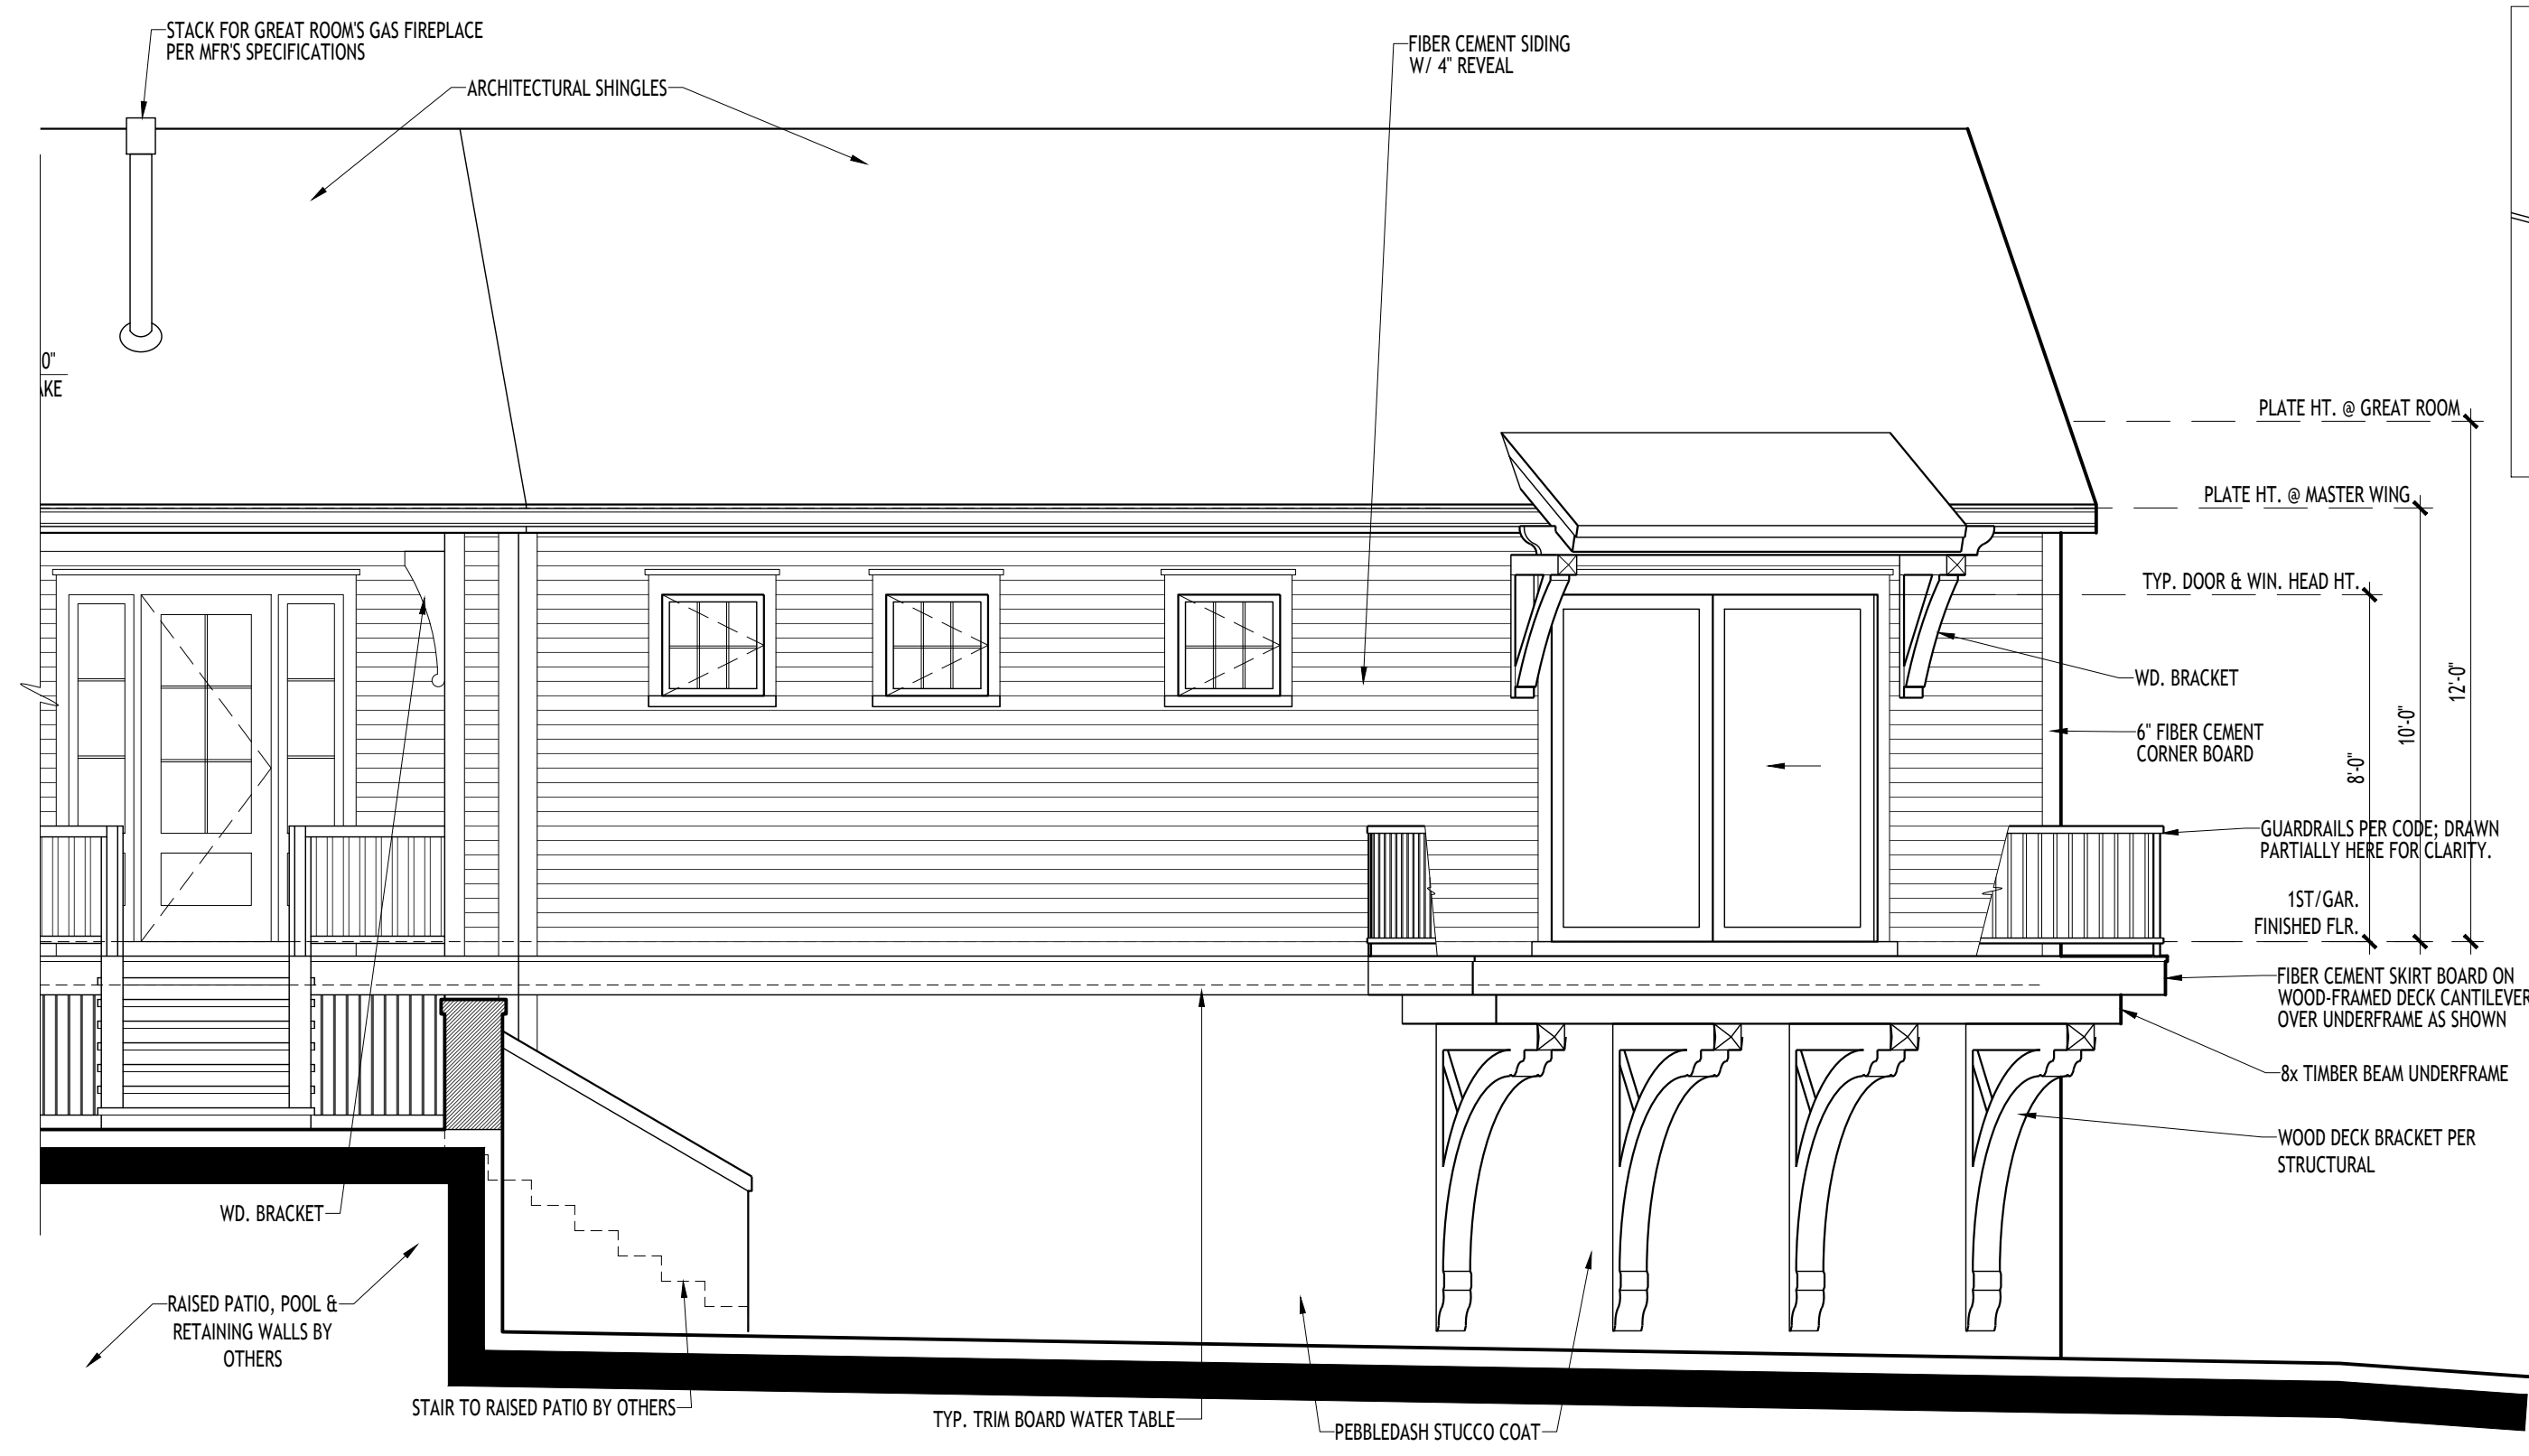 STACK FOR GREAT ROOM'S GAS FIREPLACE
PER MFR'S SPECIFICATIONS
ARCHITECTURAL SHINGLES
FIBER CEMENT SIDING
W/ 4" REVEAL
0"
AKE
PLATE HT. @ GREAT ROOM
PLATE HT. @ MASTER WING
TYP. DOOR & WIN. HEAD HT.
WD. BRACKET
6" FIBER CEMENT
CORNER BOARD
8'-0"
10'-0"
12'-0"
GUARDRAILS PER CODE; DRAWN
PARTIALLY HERE FOR CLARITY.
1ST/GAR.
FINISHED FLR.
FIBER CEMENT SKIRT BOARD ON
WOOD-FRAMED DECK CANTILEVER
OVER UNDERFRAME AS SHOWN
8x TIMBER BEAM UNDERFRAME
WOOD DECK BRACKET PER
STRUCTURAL
WD. BRACKET
RAISED PATIO, POOL &
RETAINING WALLS BY
OTHERS
STAIR TO RAISED PATIO BY OTHERS
TYP. TRIM BOARD WATER TABLE
PEBBLEDASH STUCCO COAT